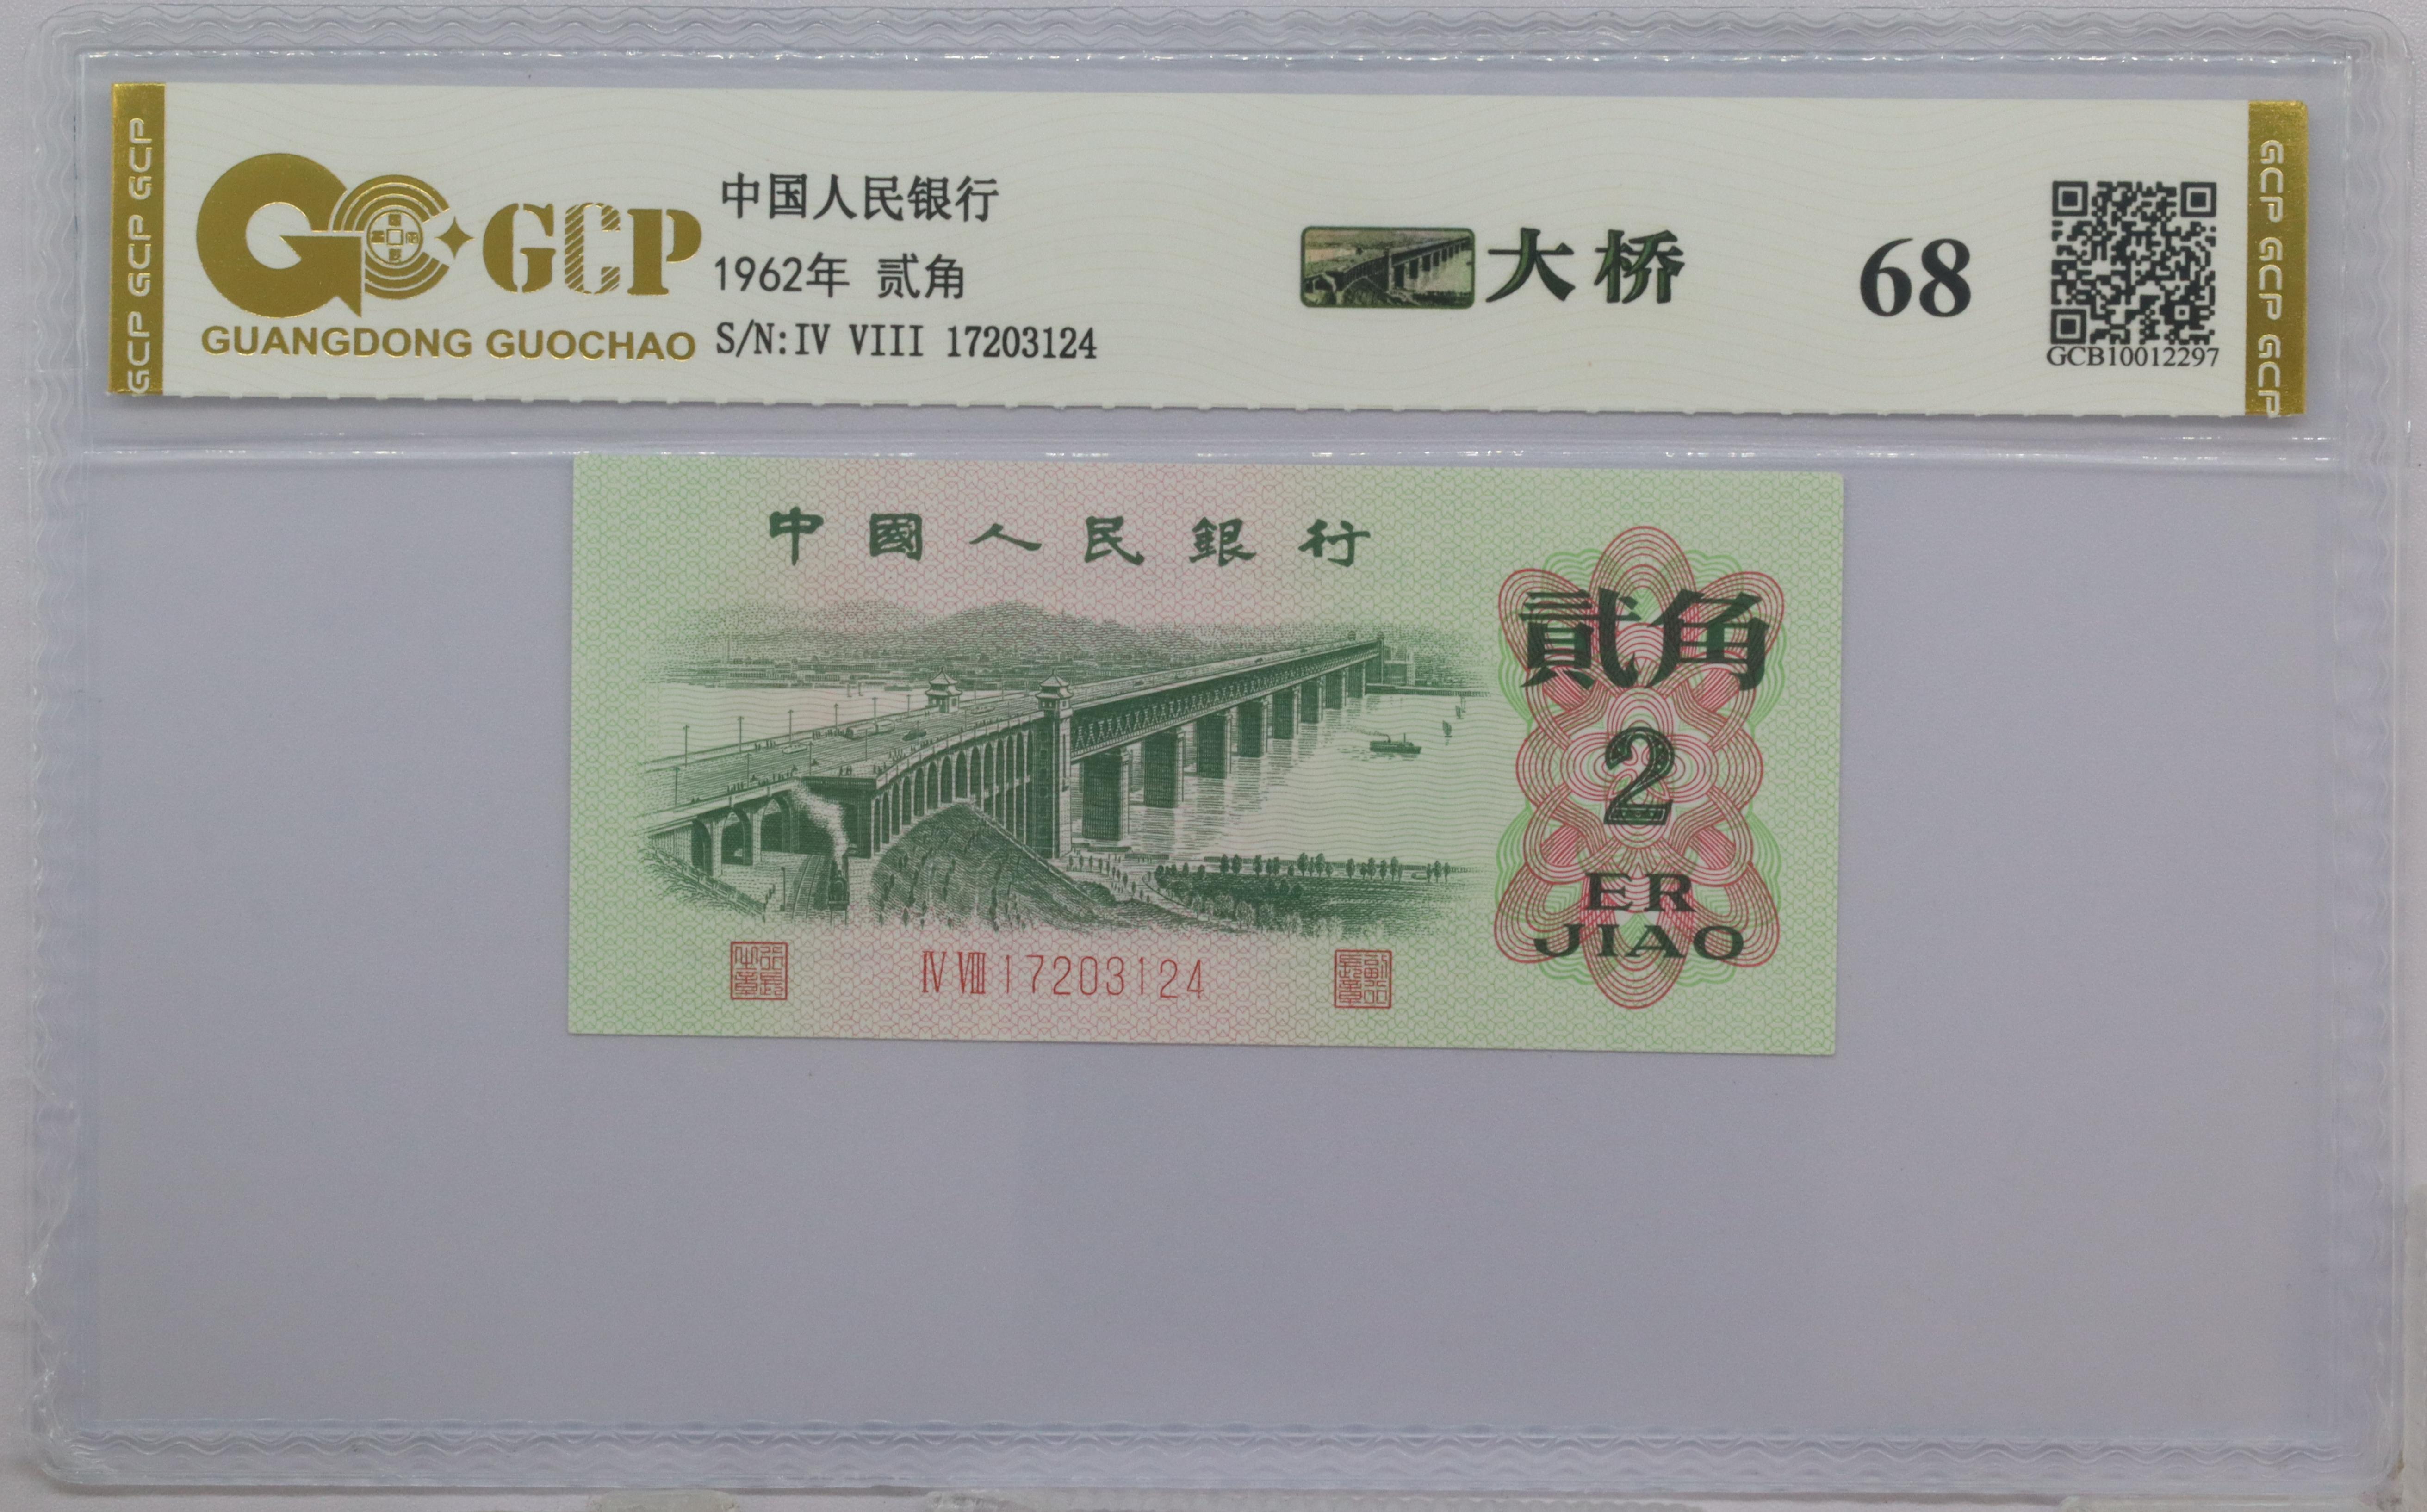 GCP GCP GCP
GCP
GUANGDONG GUOCHAO
中国人民银行
1962年 贰角
S/N:IV VIII 17203124
大桥
68
GCB10012297
GCP GCP GCP
中國人民銀行
貳角
2
ER
JIAO
IV VIII 17203124